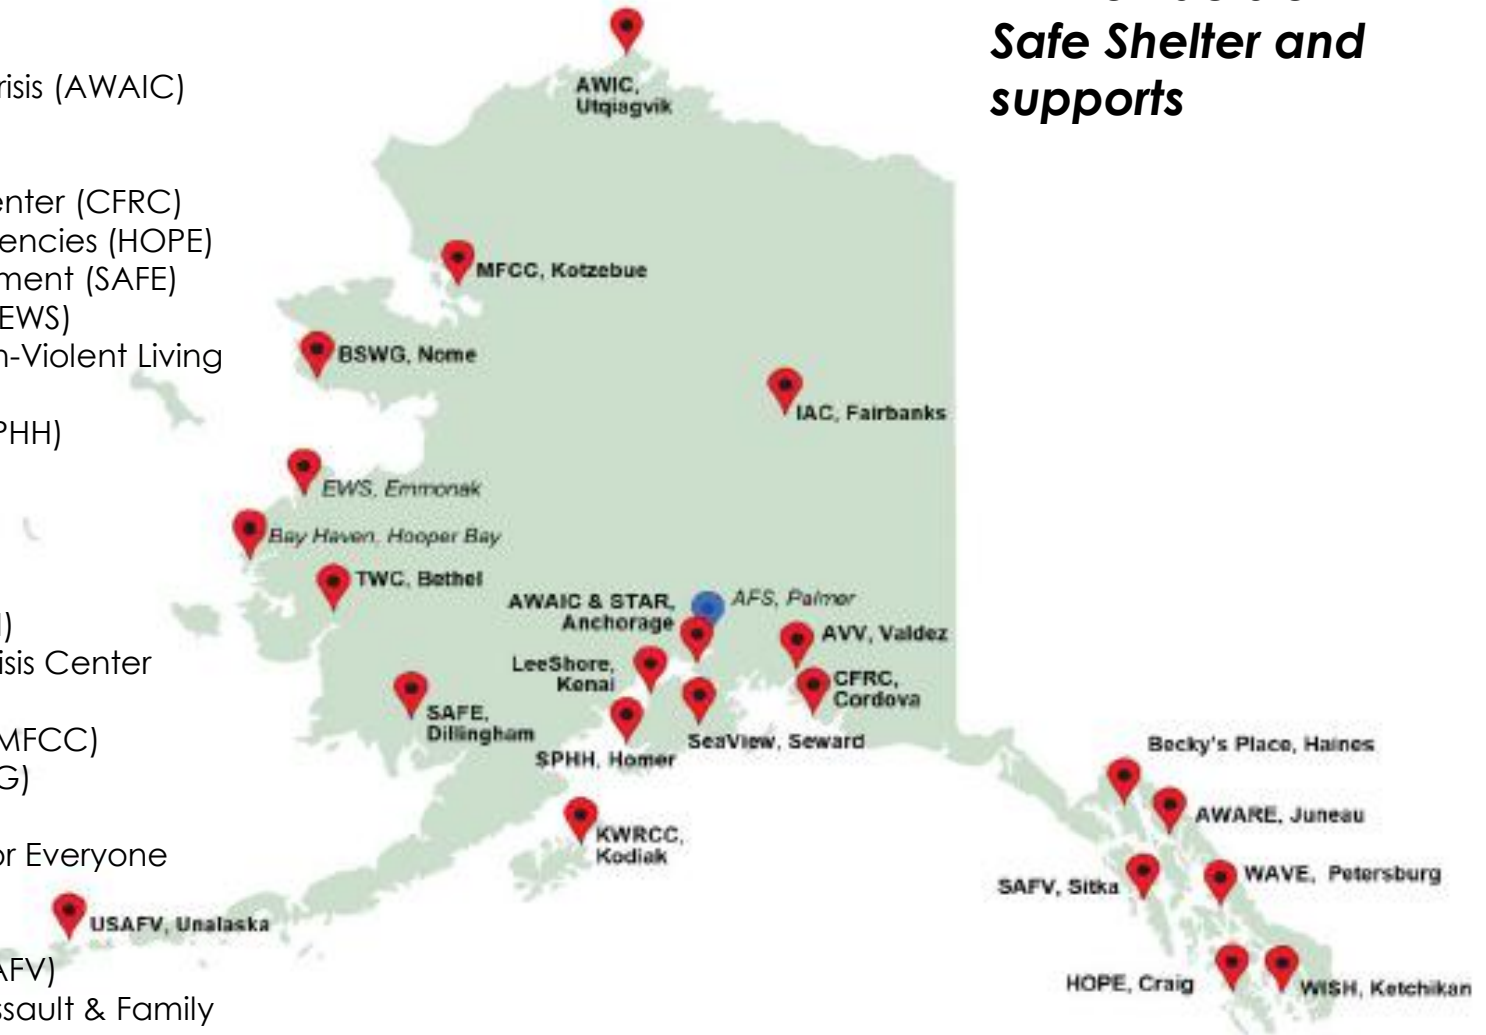 Safe Shelter and
supports
risis (AWAIC)
enter (CFRC)
encies (HOPE)
ment (SAFE)
EWS)
n-Violent Living
PHH)
)
isis Center
MFCC)
G)
or Everyone
AFV)
ssault & Family
AWIC,
Utqiagvik
MFCC, Kotzebue
BSWG, Nome
IAC, Fairbanks
EWS, Emmonak
Bay Haven, Hooper Bay
TWC, Bethel
AWAIC & STAR,
Anchorage
AFS, Palmer
AVV, Valdez
LeeShore,
Kenai
CFRC,
Cordova
SAFE,
Dillingham
SeaView, Seward
SPHH, Homer
KWRCC,
Kodiak
USAFV, Unalaska
Becky's Place, Haines
AWARE, Juneau
SAFV, Sitka
WAVE, Petersburg
HOPE, Craig
WISH, Ketchikan